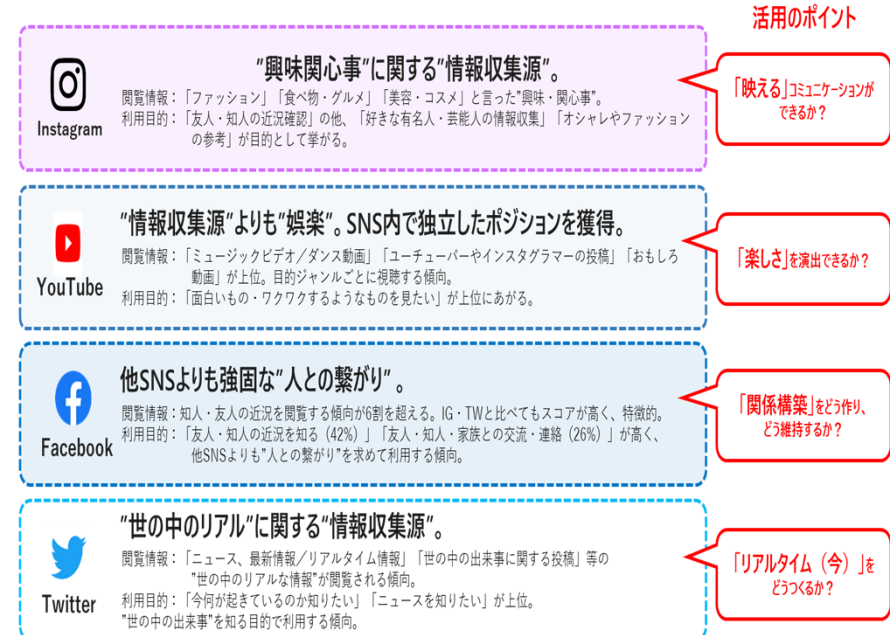 活用のポイント
"興味関心事"に関する"情報収集源"。
Instagram
閲覧情報：「ファッション」「食べ物・グルメ」「美容・コスメ」と言った"興味・関心事"。
利用目的：「友人・知人の近況確認」の他、「好きな有名人・芸能人の情報収集」「オシャレやファッション
の参考」が目的として挙がる。
「映える」コミュニケーションが
できるか？
"情報収集源"よりも"娯楽"。SNS内で独立したポジションを獲得。
YouTube
閲覧情報：「ミュージックビデオ／ダンス動画」「ユーチューバーやインスタグラマーの投稿」「おもしろ
動画」が上位。目的ジャンルごとに視聴する傾向。
利用目的：「面白いもの・ワクワクするようなものを見たい」が上位にあがる。
「楽しさ」を演出できるか？
他SNSよりも強固な"人との繋がり"。
Facebook
閲覧情報：知人・友人の近況を閲覧する傾向が6割を超える。IG・TWと比べてもスコアが高く、特徴的。
利用目的：「友人・知人の近況を知る（42%）」「友人・知人・家族との交流・連絡（26%）」が高く、
他SNSよりも"人との繋がり"を求めて利用する傾向。
「関係構築」をどう作り、
どう維持するか？
"世の中のリアル"に関する"情報収集源"。
Twitter
閲覧情報：「ニュース、最新情報／リアルタイム情報」「世の中の出来事に関する投稿」等の
"世の中のリアルな情報"が閲覧される傾向。
利用目的：「今何が起きているのか知りたい」「ニュースを知りたい」が上位。
"世の中の出来事"を知る目的で利用する傾向。
「リアルタイム（今）」を
どうつくるか？